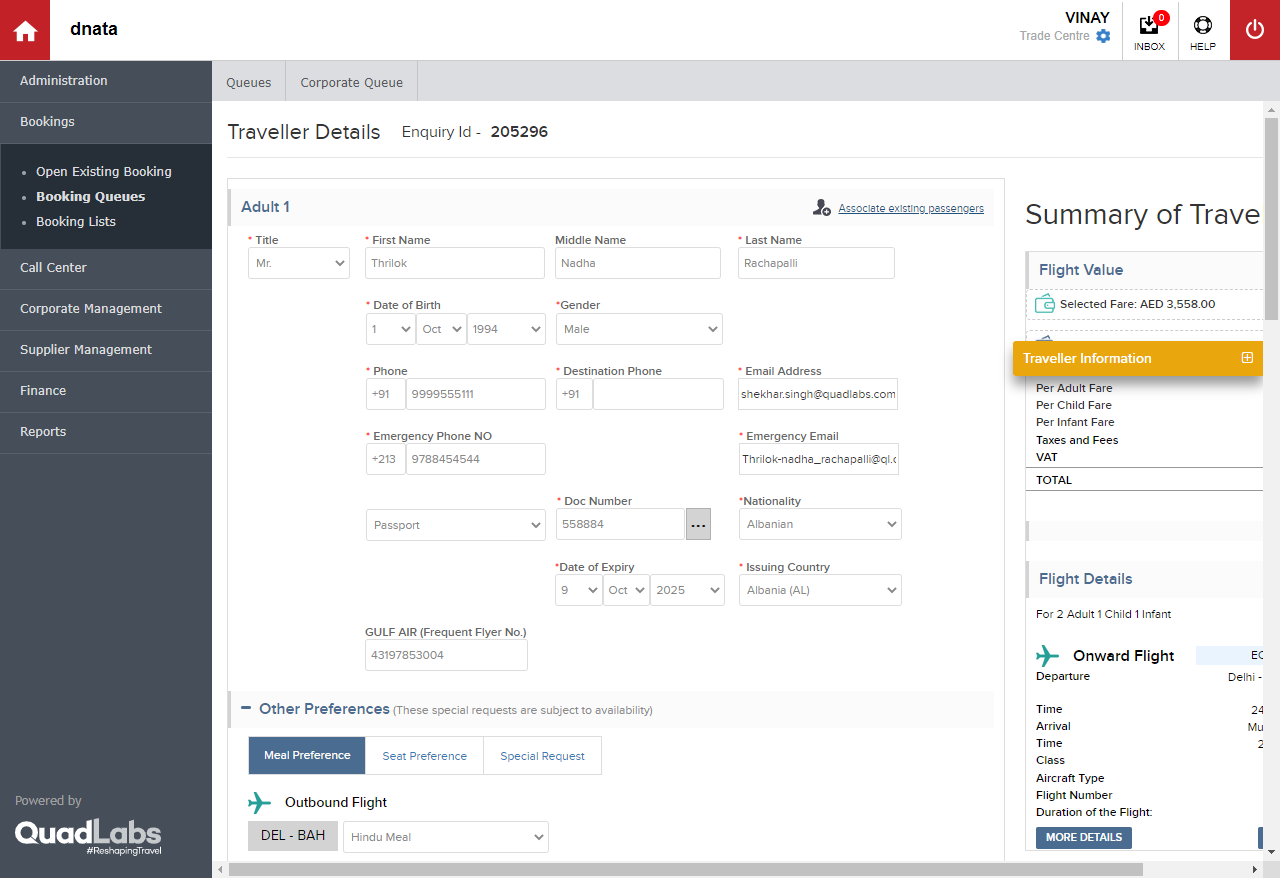 dnata
VINAY
Trade Centre
0
INBOX
HELP
Administration
Bookings
Open Existing Booking
Booking Queues
Booking Lists
Call Center
Corporate Management
Supplier Management
Finance
Reports
Powered by
QuadLabs
#ReshapingTravel
Queues
Corporate Queue
Traveller Details Enquiry Id - 205296
Adult 1
Associate existing passengers
* Title * First Name Middle Name * Last Name
Mr. Thrilok Nadha Rachapalli
* Date of Birth *Gender
1 Oct 1994 Male
* Phone * Destination Phone * Email Address
+91 9999555111 +91 shekhar.singh@quadlabs.com
* Emergency Phone NO * Emergency Email
+213 9788454544 Thrilok-nadha_rachapalli@ql.c
* Doc Number *Nationality
Passport 558884 ... Albanian
*Date of Expiry * Issuing Country
9 Oct 2025 Albania (AL)
GULF AIR (Frequent Flyer No.)
43197853004
Other Preferences (These special requests are subject to availability)
Meal Preference Seat Preference Special Request
Outbound Flight
DEL - BAH Hindu Meal
Summary of Travel
Flight Value
Selected Fare: AED 3,558.00
Traveller Information
Per Adult Fare
Per Child Fare
Per Infant Fare
Taxes and Fees
VAT
TOTAL
Flight Details
For 2 Adult 1 Child 1 Infant
Onward Flight EC
Departure Delhi -
Time 24
Arrival Mu
Time 2
Class
Aircraft Type
Flight Number
Duration of the Flight:
MORE DETAILS